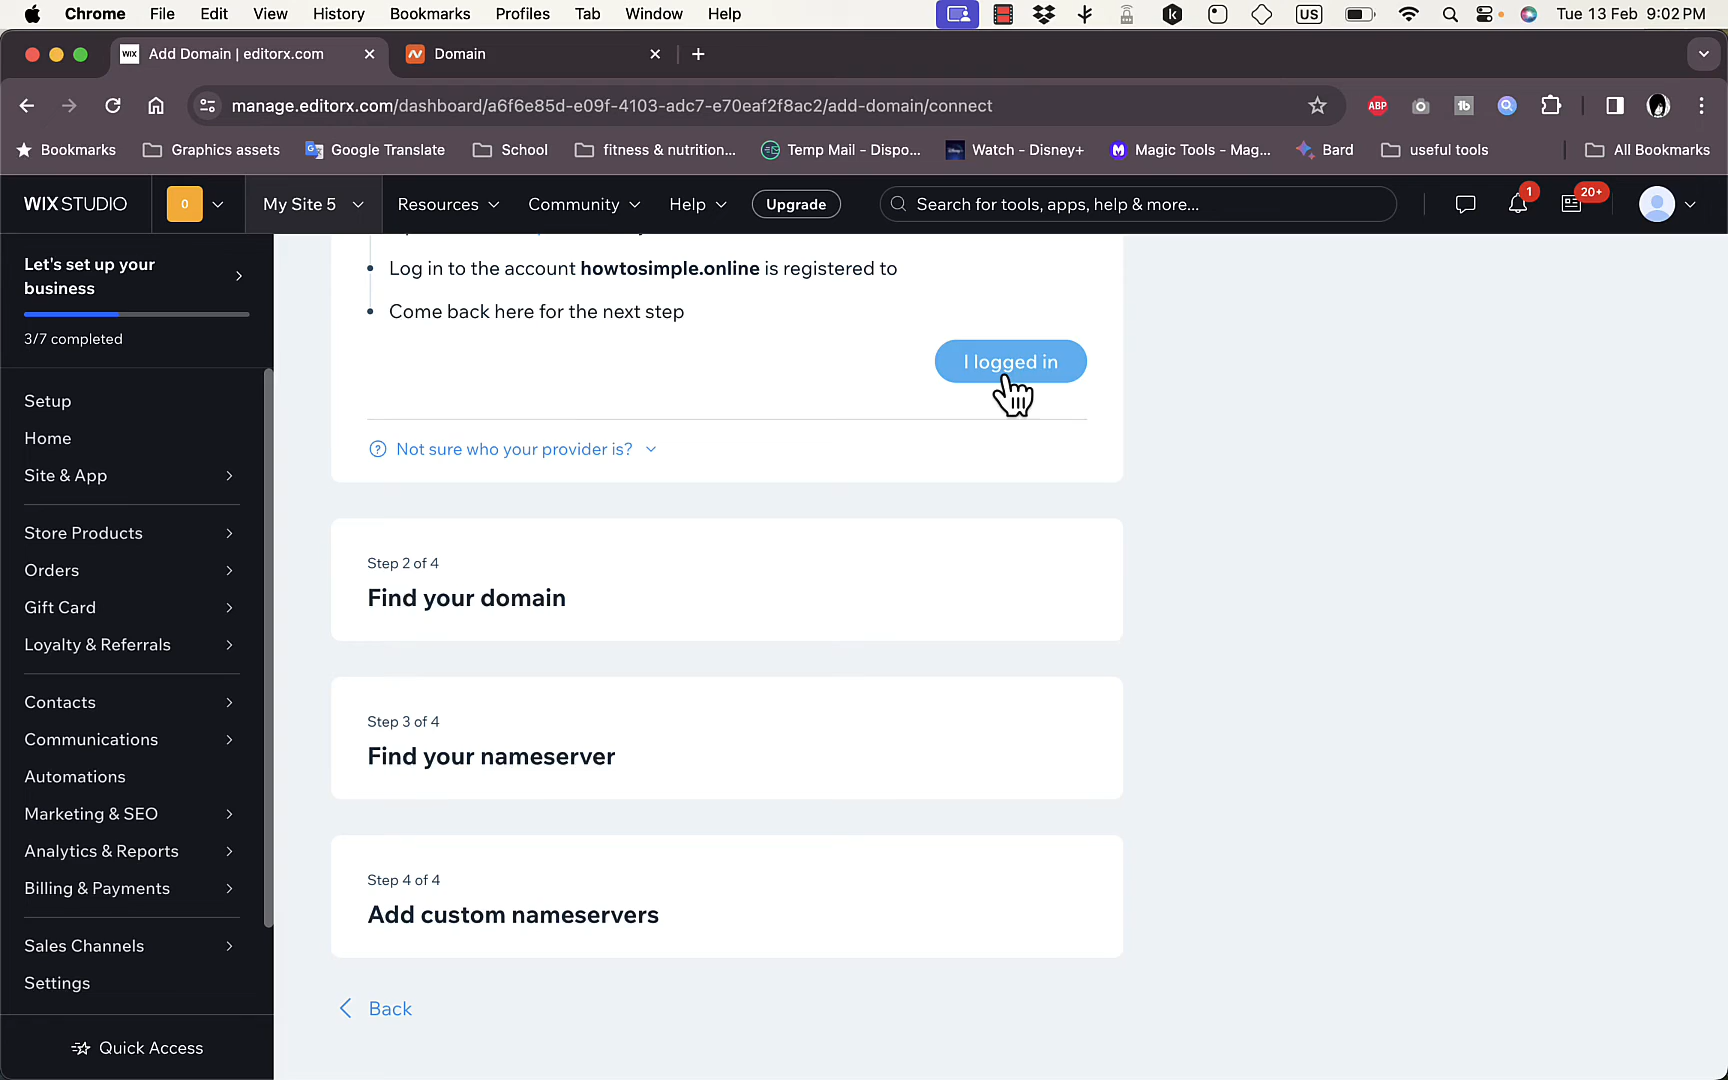 Chrome File Edit View History Bookmarks Profiles Tab Window Help US Tue 13 Feb 9:02 PM
WIX Add Domain | editorx.com Domain
manage.editorx.com/dashboard/a6f6e85d-e09f-4103-adc7-e70eaf2f8ac2/add-domain/connect ABP tb
Bookmarks Graphics assets Google Translate School fitness & nutrition... Temp Mail - Dispo... Watch - Disney+ Magic Tools - Mag... Bard useful tools All Bookmarks
WIX STUDIO 0 My Site 5 Resources Community Help Upgrade Search for tools, apps, help & more... 1 20+
Let's set up your
business
3/7 completed
Setup
Home
Site & App
Store Products
Orders
Gift Card
Loyalty & Referrals
Contacts
Communications
Automations
Marketing & SEO
Analytics & Reports
Billing & Payments
Sales Channels
Settings
Quick Access
Log in to the account howtosimple.online is registered to
Come back here for the next step
I logged in
Not sure who your provider is?
Step 2 of 4
Find your domain
Step 3 of 4
Find your nameserver
Step 4 of 4
Add custom nameservers
Back